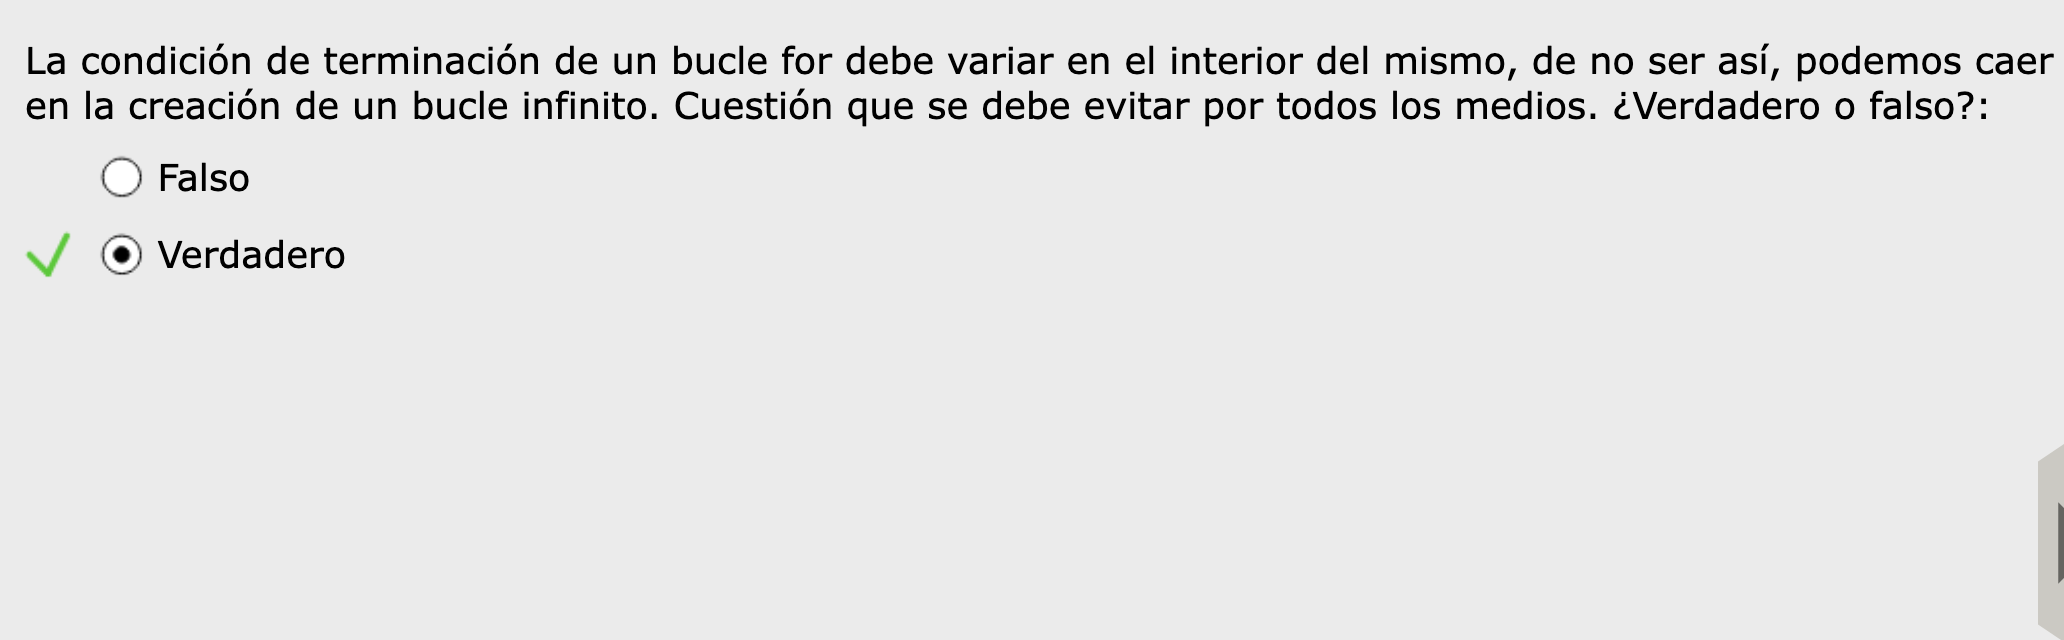 La condición de terminación de un bucle for debe variar en el interior del mismo, de no ser así, podemos caer
en la creación de un bucle infinito. Cuestión que se debe evitar por todos los medios. ¿Verdadero o falso?:
Falso
Verdadero